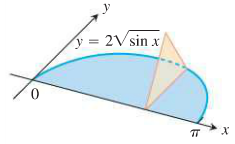 y
y = 2√sin x
0
π
x